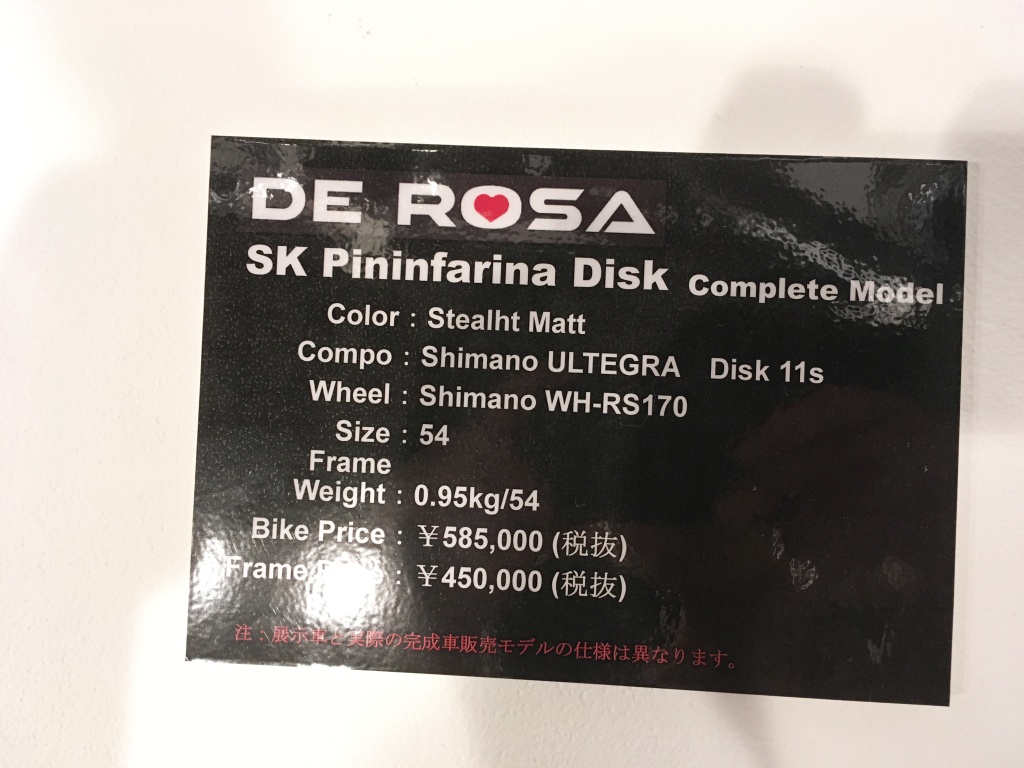 DE ROSA
SK Pininfarina Disk Complete Model
Color : Stealht Matt
Compo : Shimano ULTEGRA Disk 11s
Wheel : Shimano WH-RS170
Size : 54
Frame
Weight : 0.95kg/54
Bike Price : ¥585,000 (税抜)
Frame : ¥450,000 (税抜)
注：展示車と実際の完成車販売モデルの仕様は異なります。